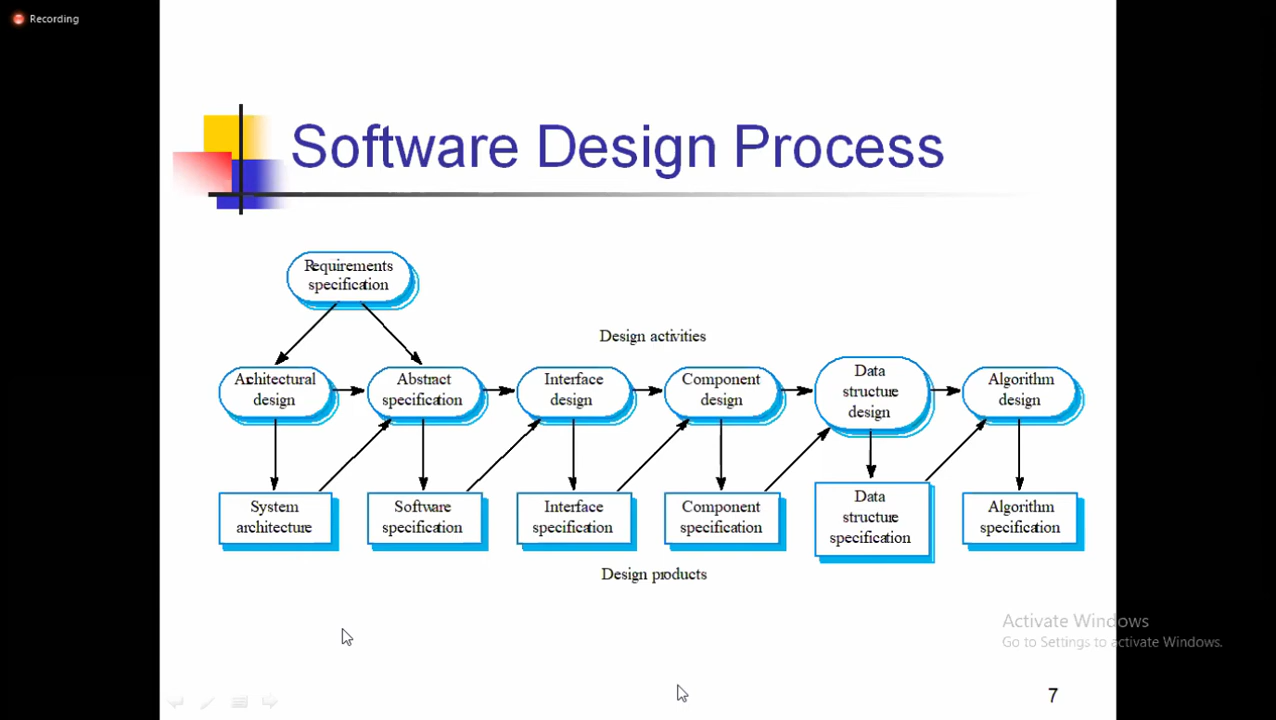 Recording
Software Design Process
Requirements
specification
Design activities
Architectural
design
Abstract
specification
Interface
design
Component
design
Data
structure
design
Algorithm
design
System
architecture
Software
specification
Interface
specification
Component
specification
Data
structure
specification
Algorithm
specification
Design products
Activate Windows
Go to Settings to activate Windows.
7